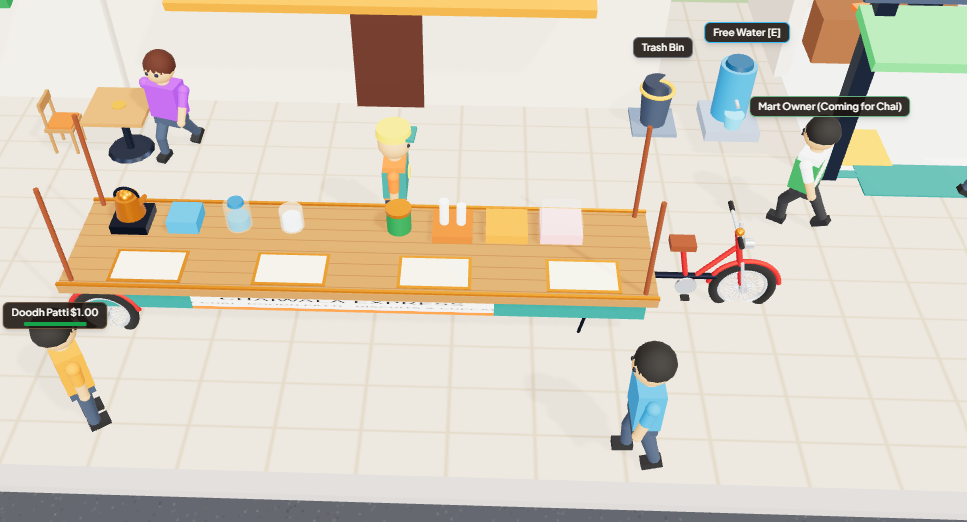 Free Water [E]
Trash Bin
Mart Owner (Coming for Chai)
Doodh Patti $1.00